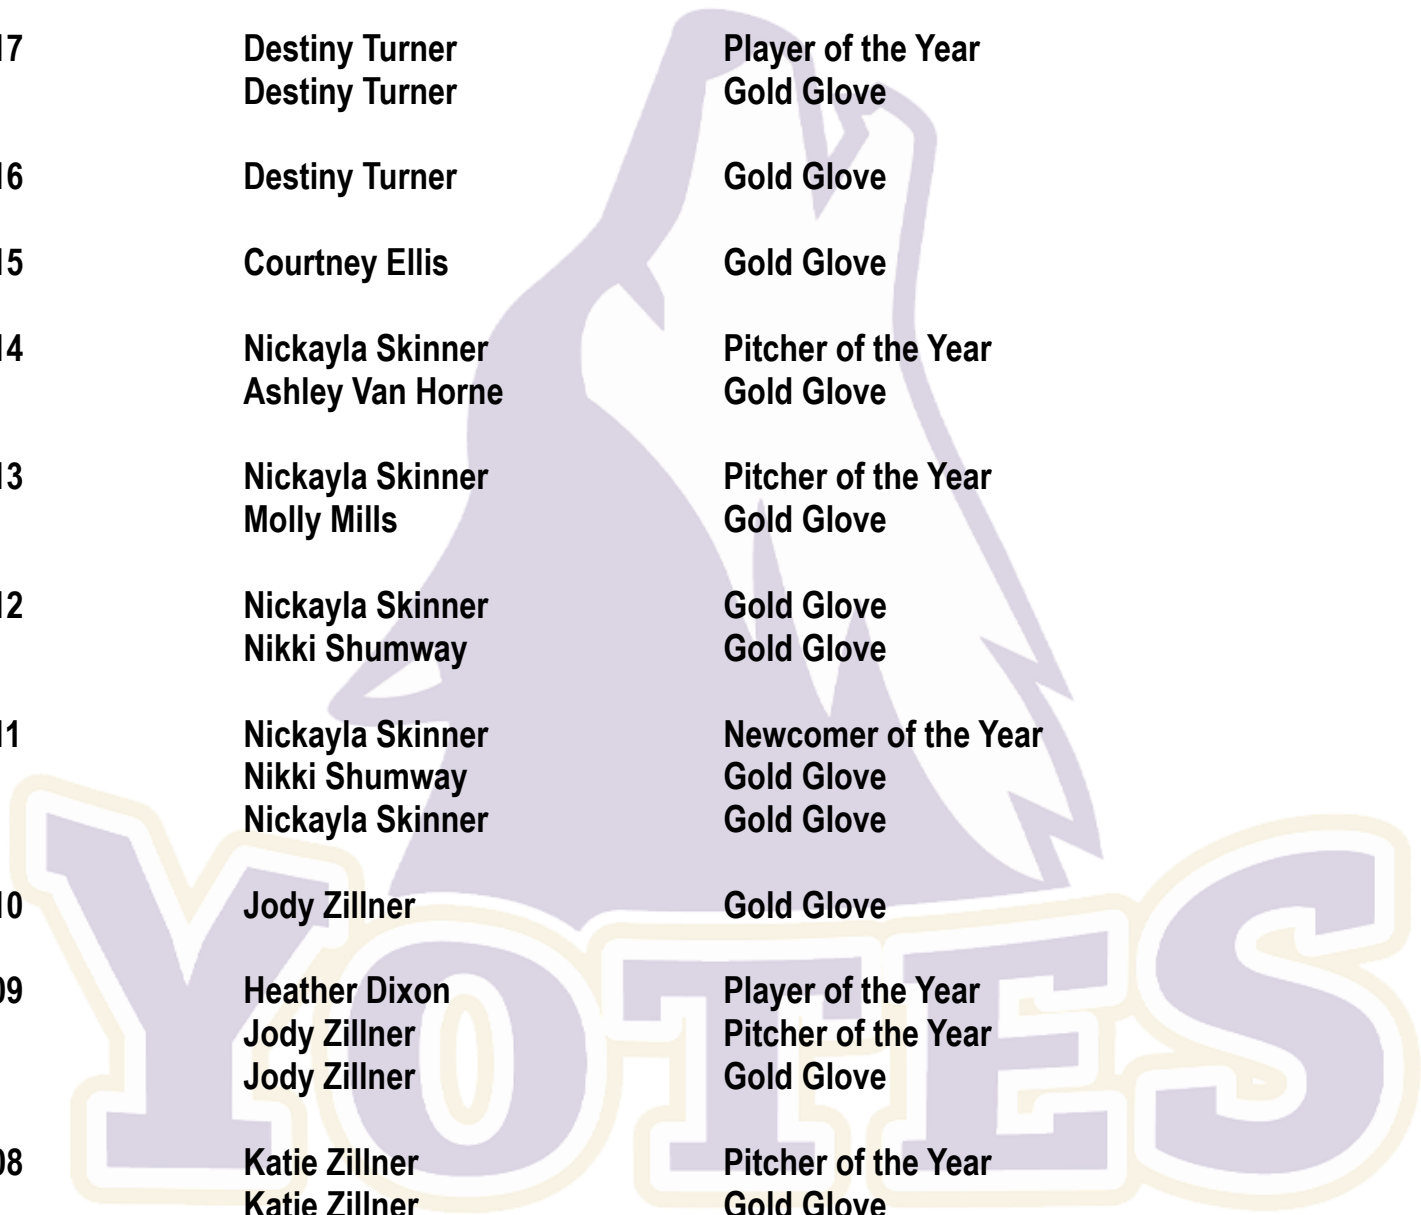 17 Destiny Turner Player of the Year
Destiny Turner Gold Glove
16 Destiny Turner Gold Glove
15 Courtney Ellis Gold Glove
14 Nickayla Skinner Pitcher of the Year
Ashley Van Horne Gold Glove
13 Nickayla Skinner Pitcher of the Year
Molly Mills Gold Glove
12 Nickayla Skinner Gold Glove
Nikki Shumway Gold Glove
11 Nickayla Skinner Newcomer of the Year
Nikki Shumway Gold Glove
Nickayla Skinner Gold Glove
10 Jody Zillner Gold Glove
09 Heather Dixon Player of the Year
Jody Zillner Pitcher of the Year
Jody Zillner Gold Glove
08 Katie Zillner Pitcher of the Year
Katie Zillner Gold Glove
YOTES